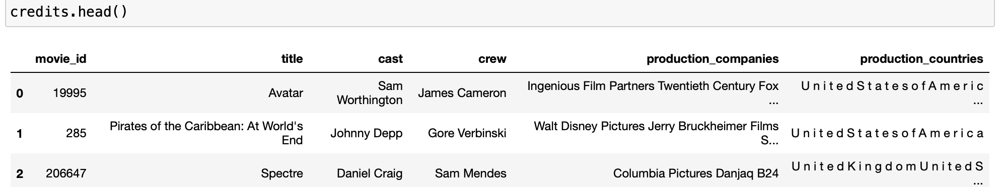 credits.head()
movie_id title cast crew production_companies production_countries
0 19995 Avatar Sam Worthington James Cameron Ingenious Film Partners Twentieth Century Fox ... U n i t e d S t a t e s o f A m e r i c ...
1 285 Pirates of the Caribbean: At World's End Johnny Depp Gore Verbinski Walt Disney Pictures Jerry Bruckheimer Films S... U n i t e d S t a t e s o f A m e r i c a
2 206647 Spectre Daniel Craig Sam Mendes Columbia Pictures Danjaq B24 U n i t e d K i n g d o m U n i t e d S ...